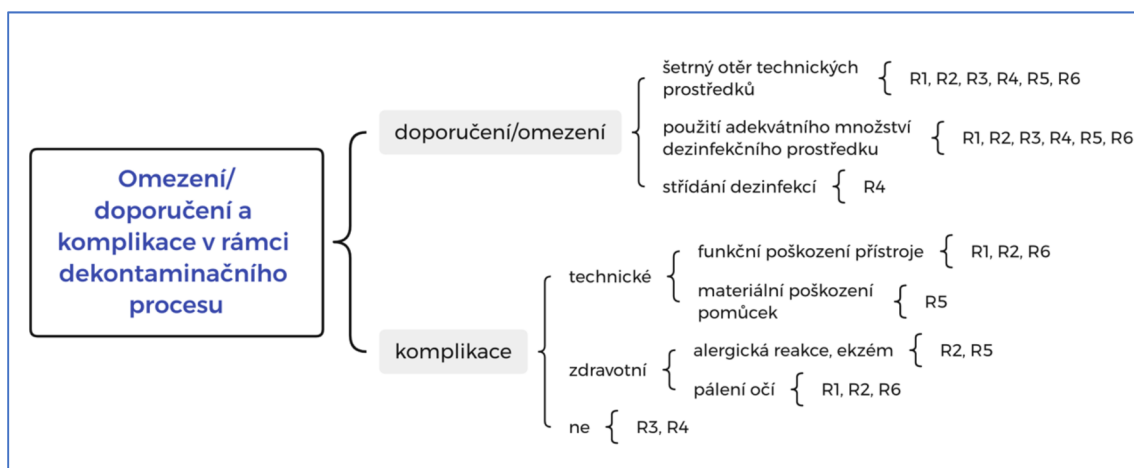 Omezení/
doporučení a
komplikace v rámci
dekontaminačního
procesu
doporučení/omezení
šetrný otěr technických
prostředků
R1, R2, R3, R4, R5, R6
použití adekvátního množství
dezinfekčního prostředku
R1, R2, R3, R4, R5, R6
střídání dezinfekcí
R4
komplikace
technické
funkční poškození přístroje
R1, R2, R6
materiální poškození
pomůcek
R5
zdravotní
alergická reakce, ekzém
R2, R5
pálení očí
R1, R2, R6
ne
R3, R4